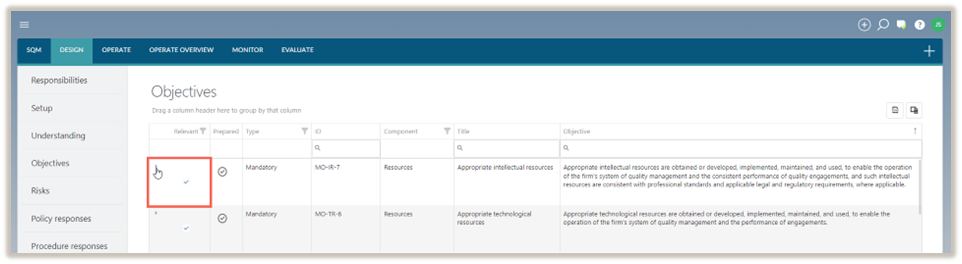 JS
SQM DESIGN OPERATE OPERATE OVERVIEW MONITOR EVALUATE
Responsibilities
Setup
Understanding
Objectives
Risks
Policy responses
Procedure responses
Objectives
Drag a column header here to group by that column
Relevant Prepared Type ID Component Title Objective
Mandatory MO-IR-7 Resources Appropriate intellectual resources
Appropriate intellectual resources are obtained or developed, implemented, maintained, and used, to enable the operation
of the firm's system of quality management and the consistent performance of quality engagements, and such intellectual
resources are consistent with professional standards and applicable legal and regulatory requirements, where applicable.
Mandatory MO-TR-6 Resources Appropriate technological
resources
Appropriate technological resources are obtained or developed, implemented, maintained, and used, to enable the
operation of the firm's system of quality management and the performance of engagements.